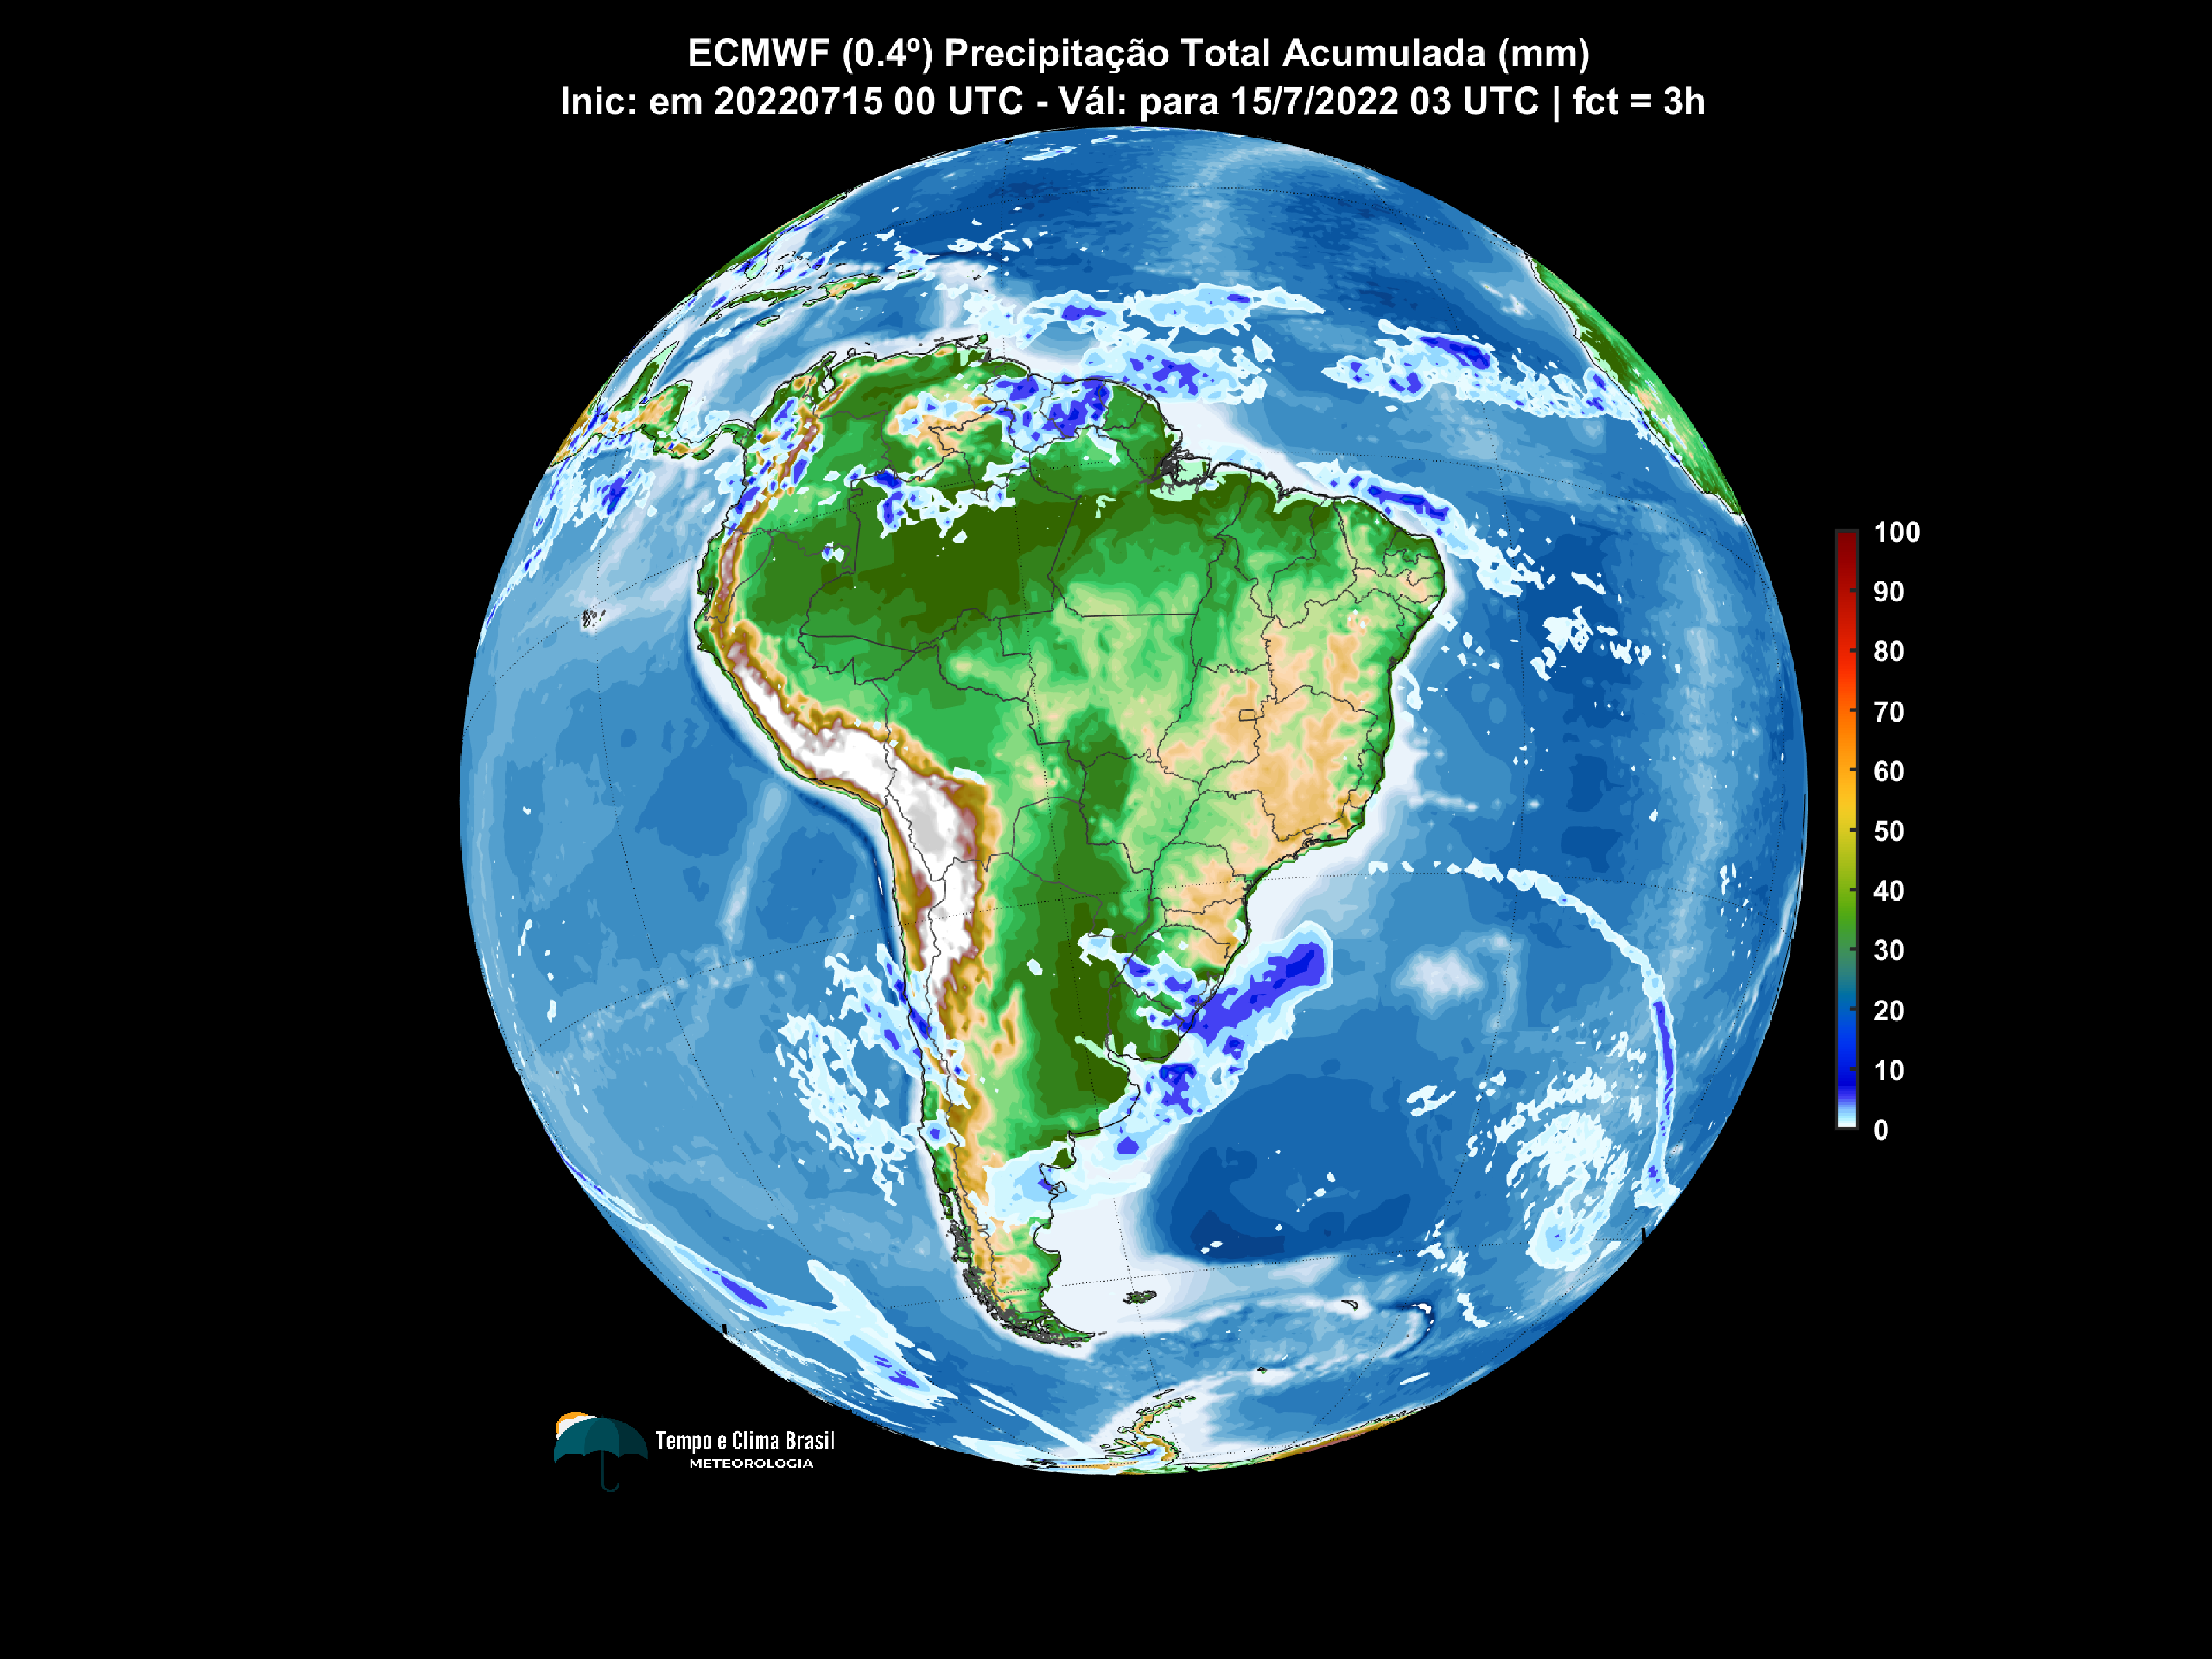 ECMWF (0.4º) Precipitação Total Acumulada (mm)
Inic: em 20220715 00 UTC - Vál: para 15/7/2022 03 UTC | fct = 3h
100
90
80
70
60
50
40
30
20
10
0
Tempo e Clima Brasil
METEOROLOGIA